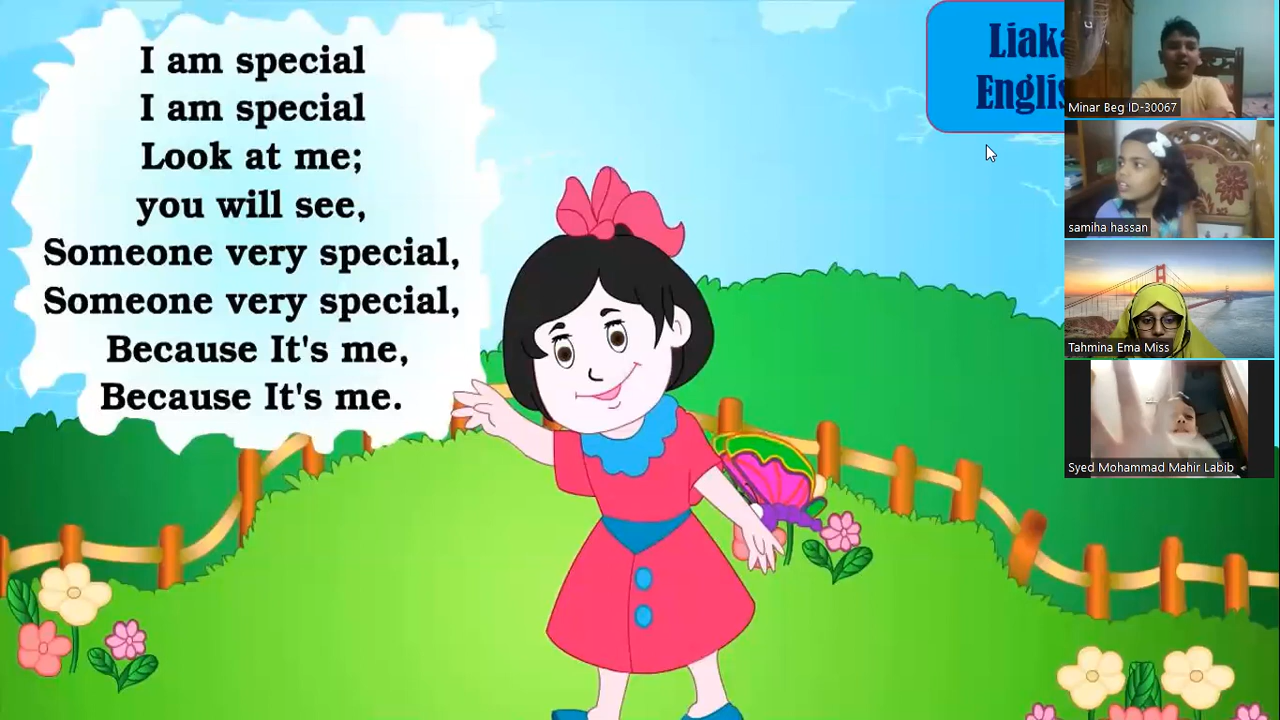 I am special
I am special
Look at me;
you will see,
Someone very special,
Someone very special,
Because It's me,
Because It's me.
Minar Beg ID-30067
samiha hassan
Tahmina Ema Miss
Syed Mohammad Mahir Labib